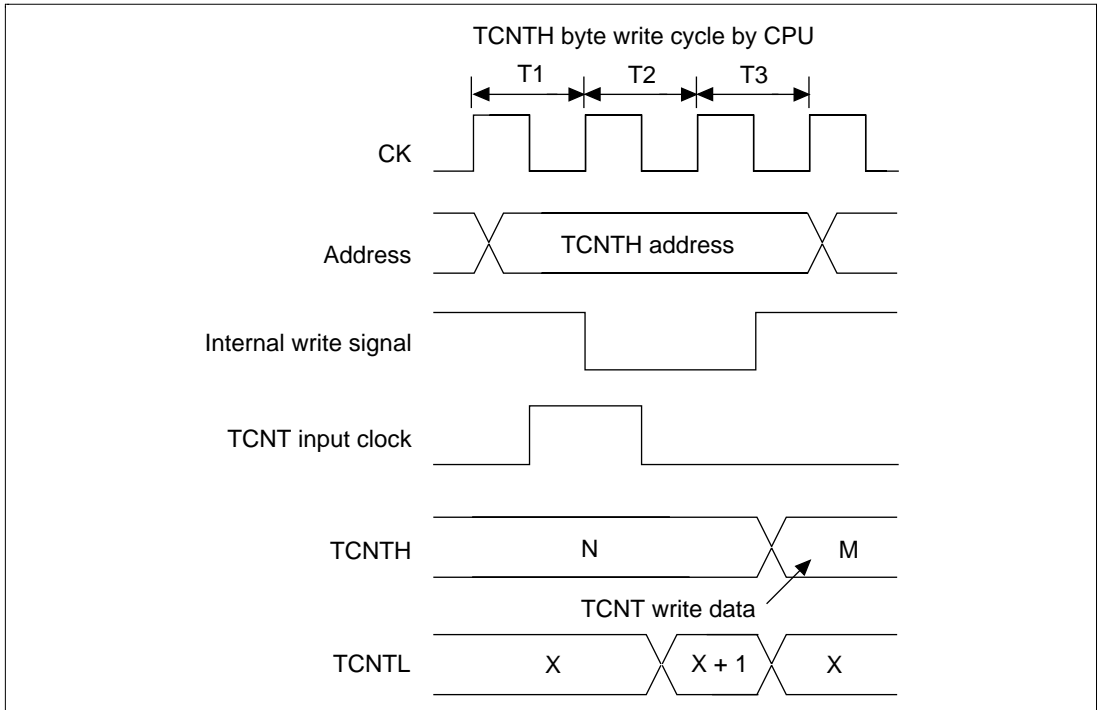 TCNTH byte write cycle by CPU
T1 T2 T3
CK
Address TCNTH address
Internal write signal
TCNT input clock
TCNTH N M
TCNT write data
TCNTL X X + 1 X